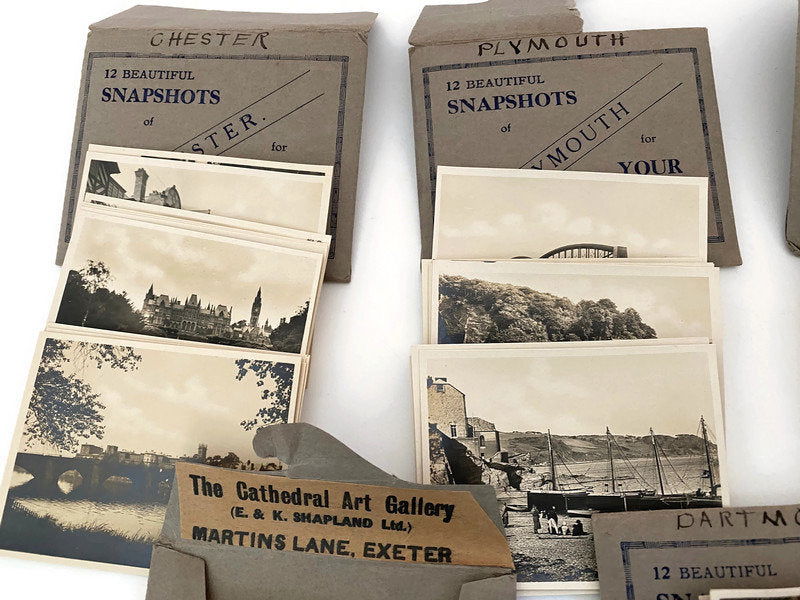 CHESTER
12 BEAUTIFUL
SNAPSHOTS
of
STER.
for
PLYMOUTH
12 BEAUTIFUL
SNAPSHOTS
of
LYMOUTH
for
YOUR
The Cathedral Art Gallery
(E. & K. SHAPLAND Ltd.)
MARTINS LANE, EXETER
DARTMO
12 BEAUTIFUL